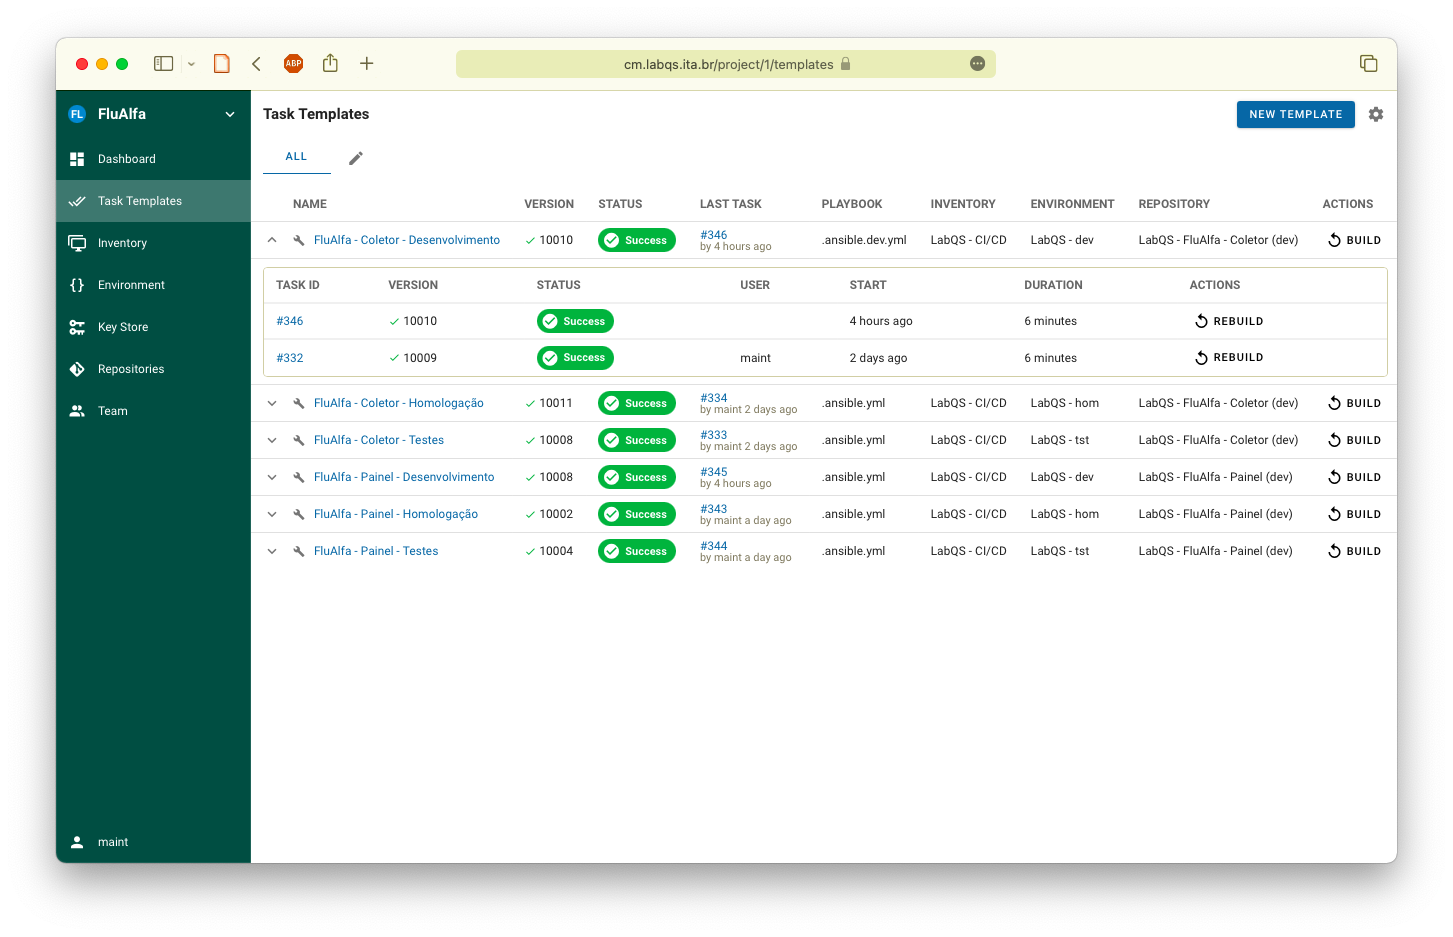 ABP
cm.labqs.ita.br/project/1/templates
FL FluAlfa
Dashboard
Task Templates
Inventory
Environment
Key Store
Repositories
Team
maint
Task Templates
NEW TEMPLATE
ALL
NAME VERSION STATUS LAST TASK PLAYBOOK INVENTORY ENVIRONMENT REPOSITORY ACTIONS
FluAlfa - Coletor - Desenvolvimento 10010 Success #346 .ansible.dev.yml LabQS - CI/CD LabQS - dev LabQS - FluAlfa - Coletor (dev) BUILD
by 4 hours ago
TASK ID VERSION STATUS USER START DURATION ACTIONS
#346 10010 Success 4 hours ago 6 minutes REBUILD
#332 10009 Success maint 2 days ago 6 minutes REBUILD
FluAlfa - Coletor - Homologação 10011 Success #334 .ansible.yml LabQS - CI/CD LabQS - hom LabQS - FluAlfa - Coletor (dev) BUILD
by maint 2 days ago
FluAlfa - Coletor - Testes 10008 Success #333 .ansible.yml LabQS - CI/CD LabQS - tst LabQS - FluAlfa - Coletor (dev) BUILD
by maint 2 days ago
FluAlfa - Painel - Desenvolvimento 10008 Success #345 .ansible.yml LabQS - CI/CD LabQS - dev LabQS - FluAlfa - Painel (dev) BUILD
by 4 hours ago
FluAlfa - Painel - Homologação 10002 Success #343 .ansible.yml LabQS - CI/CD LabQS - hom LabQS - FluAlfa - Painel (dev) BUILD
by maint a day ago
FluAlfa - Painel - Testes 10004 Success #344 .ansible.yml LabQS - CI/CD LabQS - tst LabQS - FluAlfa - Painel (dev) BUILD
by maint a day ago